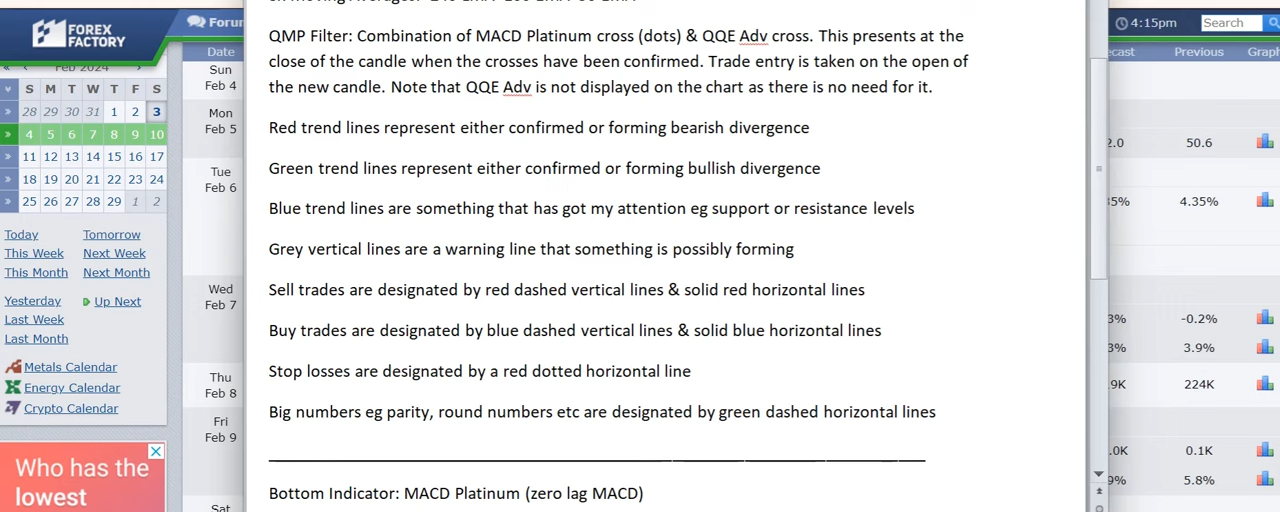 FOREX
FACTORY
Forum
4:15pm
Search
Date
Previous
Graph
S M T W T F S
28 29 30 31 1 2 3
4 5 6 7 8 9 10
11 12 13 14 15 16 17
18 19 20 21 22 23 24
25 26 27 28 29 1 2
Today Tomorrow
This Week Next Week
This Month Next Month
Yesterday Up Next
Last Week
Last Month
Metals Calendar
Energy Calendar
Crypto Calendar
Who has the
lowest
Sun
Feb 4
Mon
Feb 5
Tue
Feb 6
Wed
Feb 7
Thu
Feb 8
Fri
Feb 9
Sat
QMP Filter: Combination of MACD Platinum cross (dots) & QQE Adv cross. This presents at the
close of the candle when the crosses have been confirmed. Trade entry is taken on the open of
the new candle. Note that QQE Adv is not displayed on the chart as there is no need for it.
Red trend lines represent either confirmed or forming bearish divergence
Green trend lines represent either confirmed or forming bullish divergence
Blue trend lines are something that has got my attention eg support or resistance levels
Grey vertical lines are a warning line that something is possibly forming
Sell trades are designated by red dashed vertical lines & solid red horizontal lines
Buy trades are designated by blue dashed vertical lines & solid blue horizontal lines
Stop losses are designated by a red dotted horizontal line
Big numbers eg parity, round numbers etc are designated by green dashed horizontal lines
Bottom Indicator: MACD Platinum (zero lag MACD)
50.6
4.35%
-0.2%
3.9%
224K
0.1K
5.8%